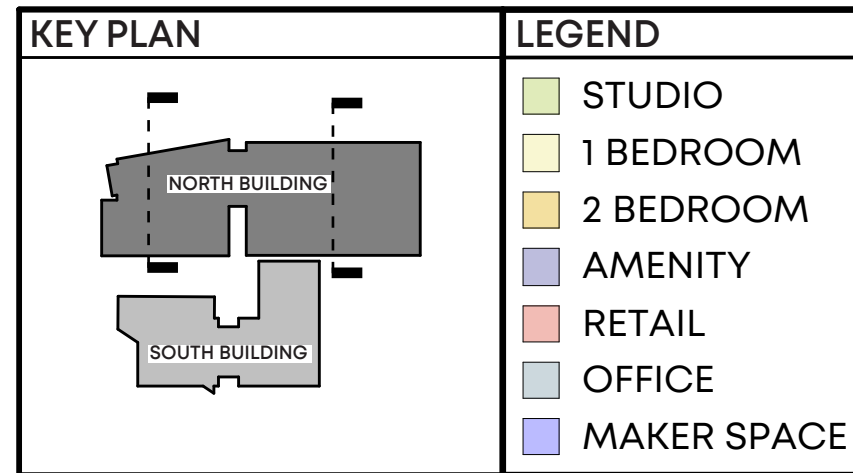 KEY PLAN
NORTH BUILDING
SOUTH BUILDING
LEGEND
STUDIO
1 BEDROOM
2 BEDROOM
AMENITY
RETAIL
OFFICE
MAKER SPACE